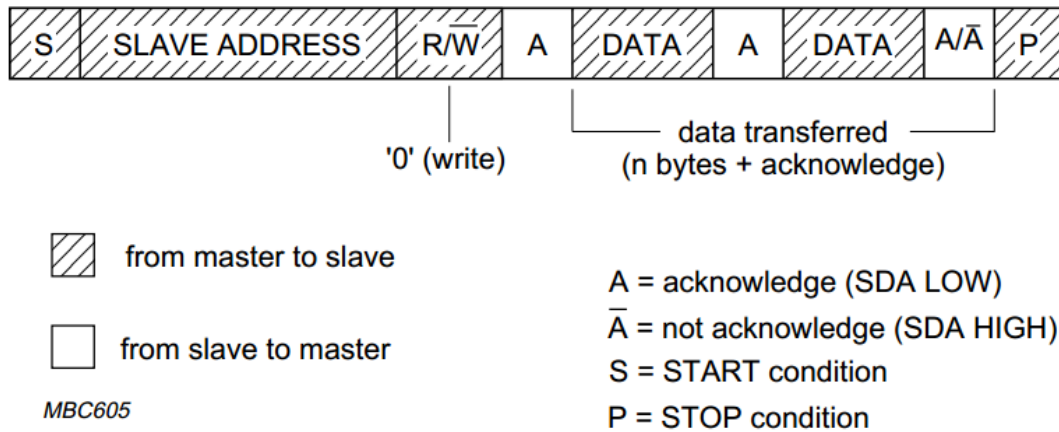 S SLAVE ADDRESS R/W̅ A DATA A DATA A/A̅ P
'0' (write)
data transferred
(n bytes + acknowledge)
from master to slave
from slave to master
MBC605
A = acknowledge (SDA LOW)
A̅ = not acknowledge (SDA HIGH)
S = START condition
P = STOP condition